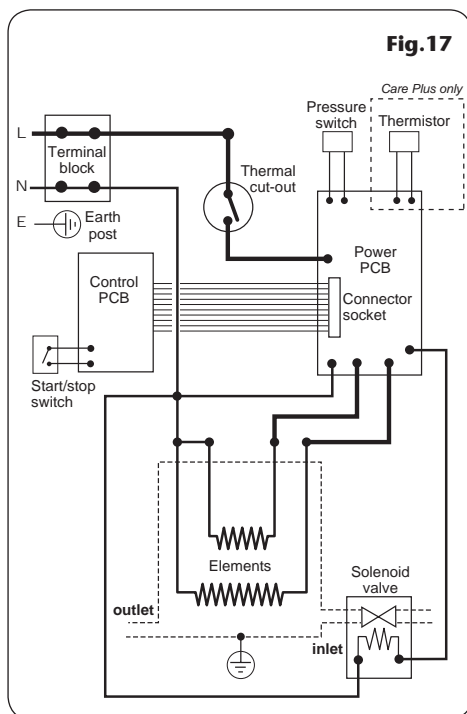 Fig.17
Care Plus only
Pressure
switch
Thermistor
L
Terminal
block
Thermal
cut-out
N
E
Earth
post
Power
PCB
Control
PCB
Connector
socket
Start/stop
switch
Elements
outlet
Solenoid
valve
inlet